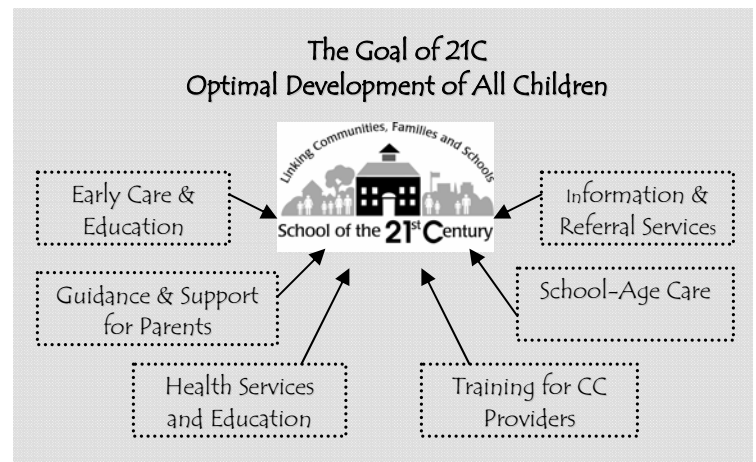 The Goal of 21C
Optimal Development of All Children
Linking Communities, Families and Schools
School of the 21st Century
Early Care &
Education
Information &
Referral Services
Guidance & Support
for Parents
School-Age Care
Health Services
and Education
Training for CC
Providers